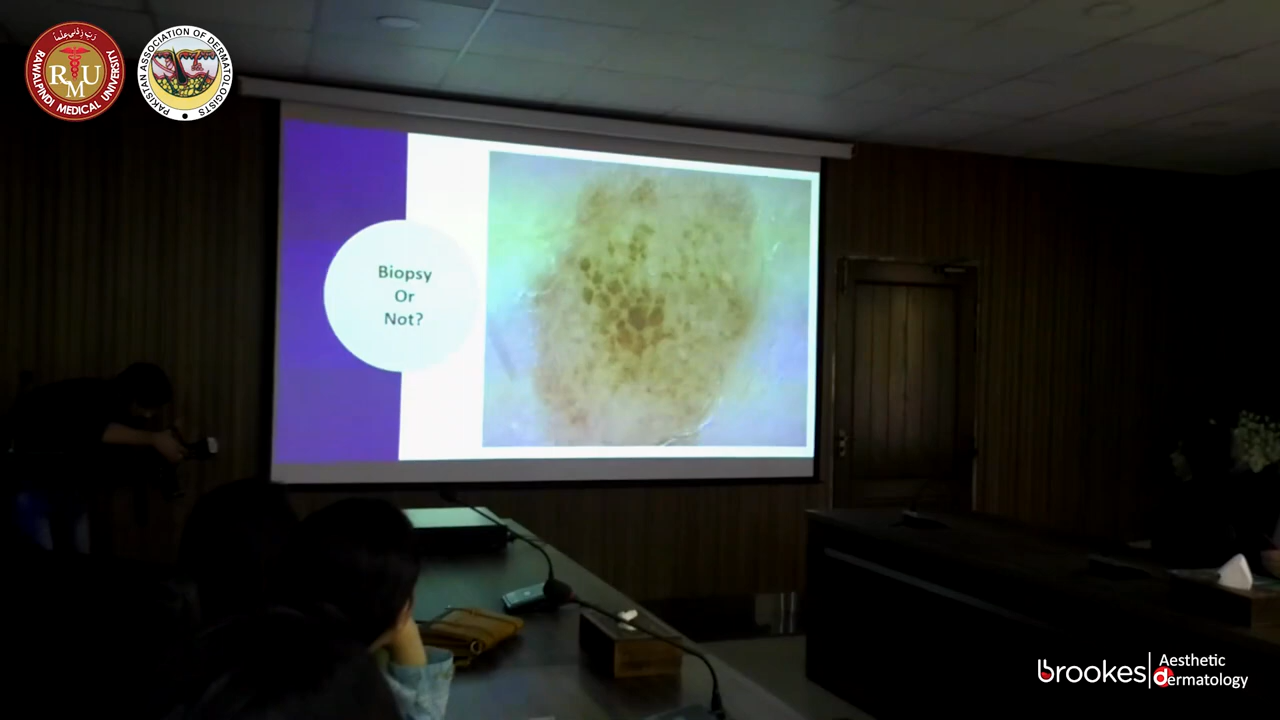 رَبِّ زِدْنِي عِلْمًا
RAWALPINDI MEDICAL UNIVERSITY
RMU
PAKISTAN ASSOCIATION OF DERMATOLOGISTS
Biopsy
Or
Not?
brookes
Aesthetic
dermatology